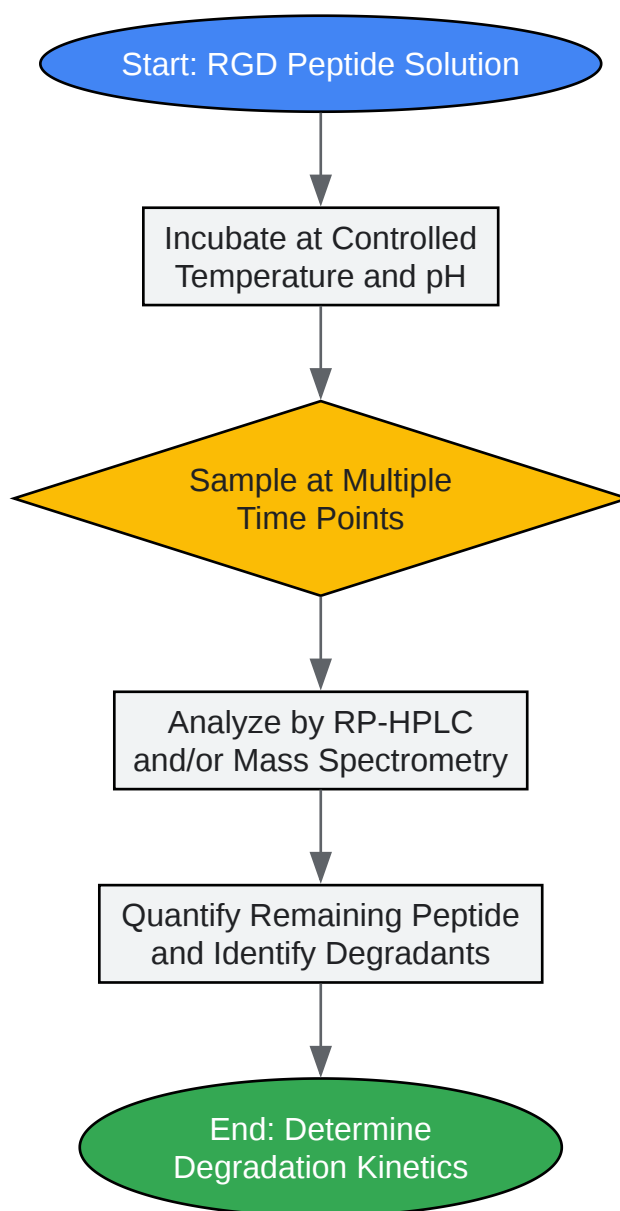 Start: RGD Peptide Solution
Incubate at Controlled
Temperature and pH
Sample at Multiple
Time Points
Analyze by RP-HPLC
and/or Mass Spectrometry
Quantify Remaining Peptide
and Identify Degradants
End: Determine
Degradation Kinetics